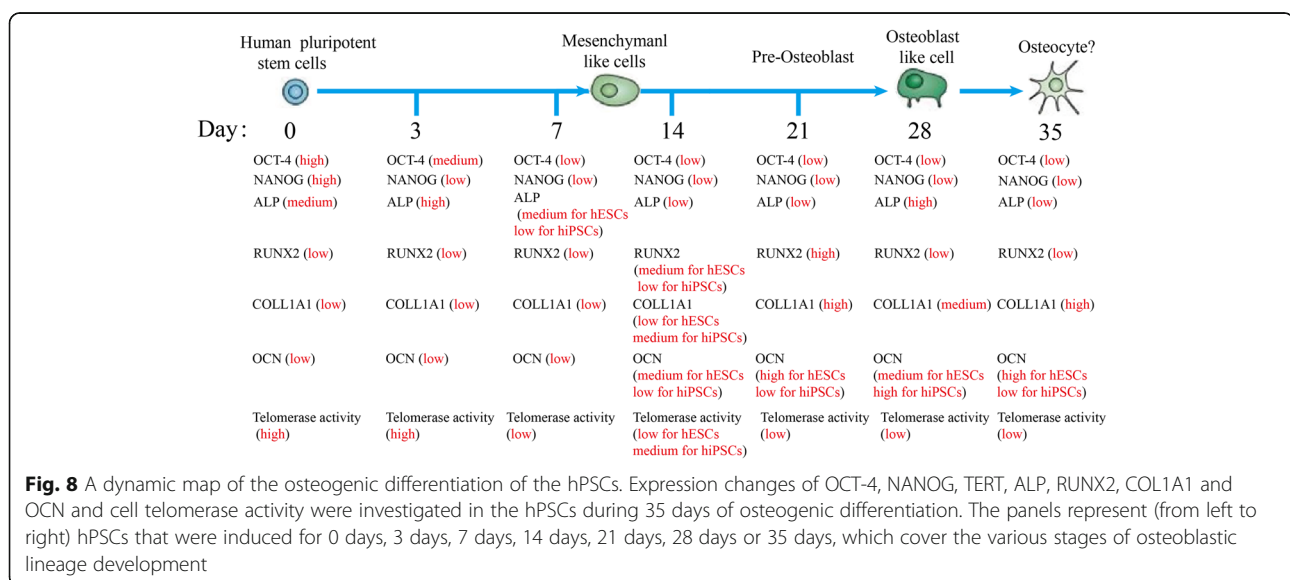 Human pluripotent
stem cells
Mesenchymanl
like cells
Pre-Osteoblast
Osteoblast
like cell
Osteocyte?
Day: 0 3 7 14 21 28 35
OCT-4 (high) OCT-4 (medium) OCT-4 (low) OCT-4 (low) OCT-4 (low) OCT-4 (low) OCT-4 (low)
NANOG (high) NANOG (low) NANOG (low) NANOG (low) NANOG (low) NANOG (low) NANOG (low)
ALP (medium) ALP (high) ALP ALP (low) ALP (low) ALP (high) ALP (low)
(medium for hESCs
low for hiPSCs)
RUNX2 (low) RUNX2 (low) RUNX2 (low) RUNX2 RUNX2 (high) RUNX2 (low) RUNX2 (low)
(medium for hESCs
low for hiPSCs)
COLL1A1 (low) COLL1A1 (low) COLL1A1 (low) COLL1A1 COLL1A1 (high) COLL1A1 (medium) COLL1A1 (high)
(low for hESCs
medium for hiPSCs)
OCN (low) OCN (low) OCN (low) OCN OCN OCN OCN
(medium for hESCs (high for hESCs (medium for hESCs (high for hESCs
low for hiPSCs) low for hiPSCs) high for hiPSCs) low for hiPSCs)
Telomerase activity Telomerase activity Telomerase activity Telomerase activity Telomerase activity Telomerase activity Telomerase activity
(high) (high) (low) (low for hESCs (low) (low) (low)
medium for hiPSCs)
Fig. 8 A dynamic map of the osteogenic differentiation of the hPSCs. Expression changes of OCT-4, NANOG, TERT, ALP, RUNX2, COL1A1 and
OCN and cell telomerase activity were investigated in the hPSCs during 35 days of osteogenic differentiation. The panels represent (from left to
right) hPSCs that were induced for 0 days, 3 days, 7 days, 14 days, 21 days, 28 days or 35 days, which cover the various stages of osteoblastic
lineage development